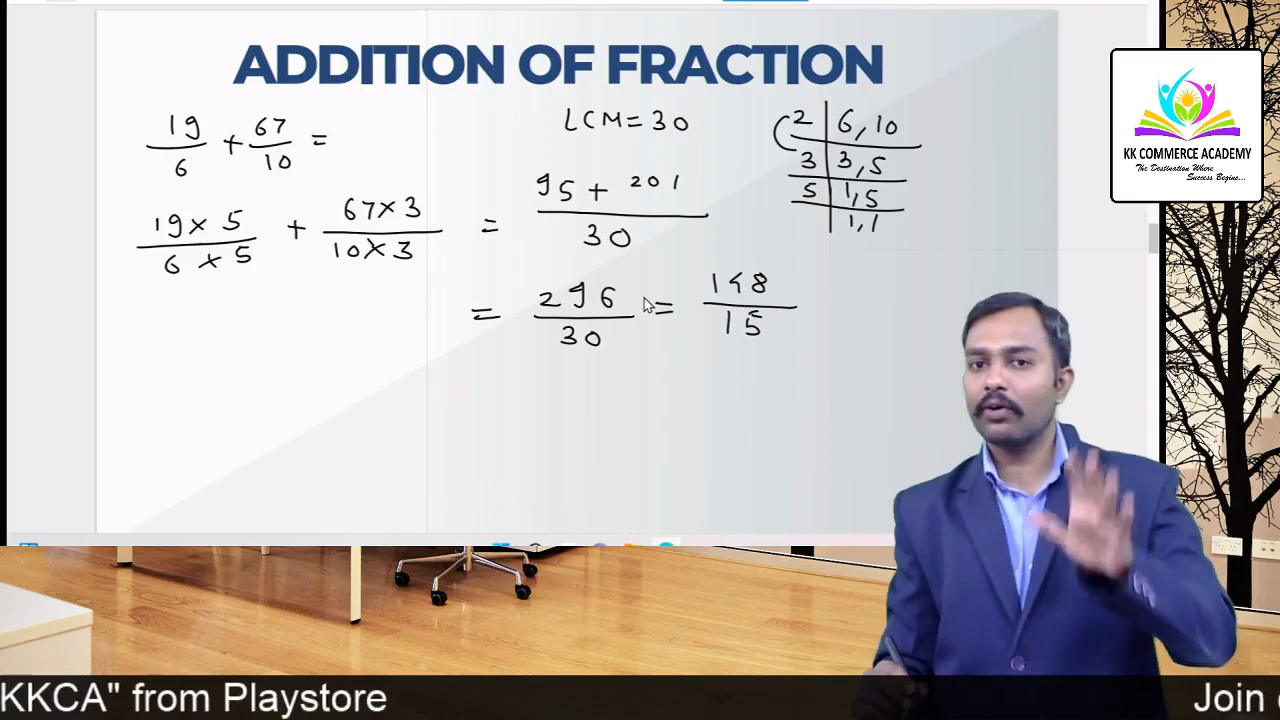 ADDITION OF FRACTION
19/6 + 67/10 =
LCM = 30
2 | 6, 10
3 | 3, 5
5 | 1, 5
1, 1
19 × 5 / 6 × 5 + 67 × 3 / 10 × 3 = 95 + 201 / 30
= 296/30 = 148/15
KK COMMERCE ACADEMY
The Destination Where
Success Begins...
KKCA" from Playstore
Join